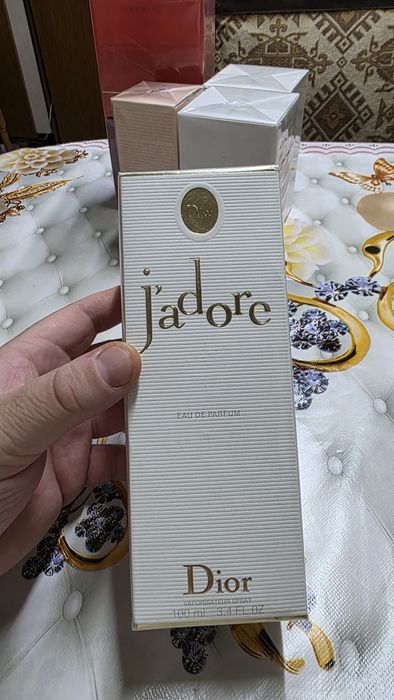 Dior
j'adore
EAU DE PARFUM
Dior
VAPORISATEUR SPRAY
100 ml - 3.4 FL.OZ